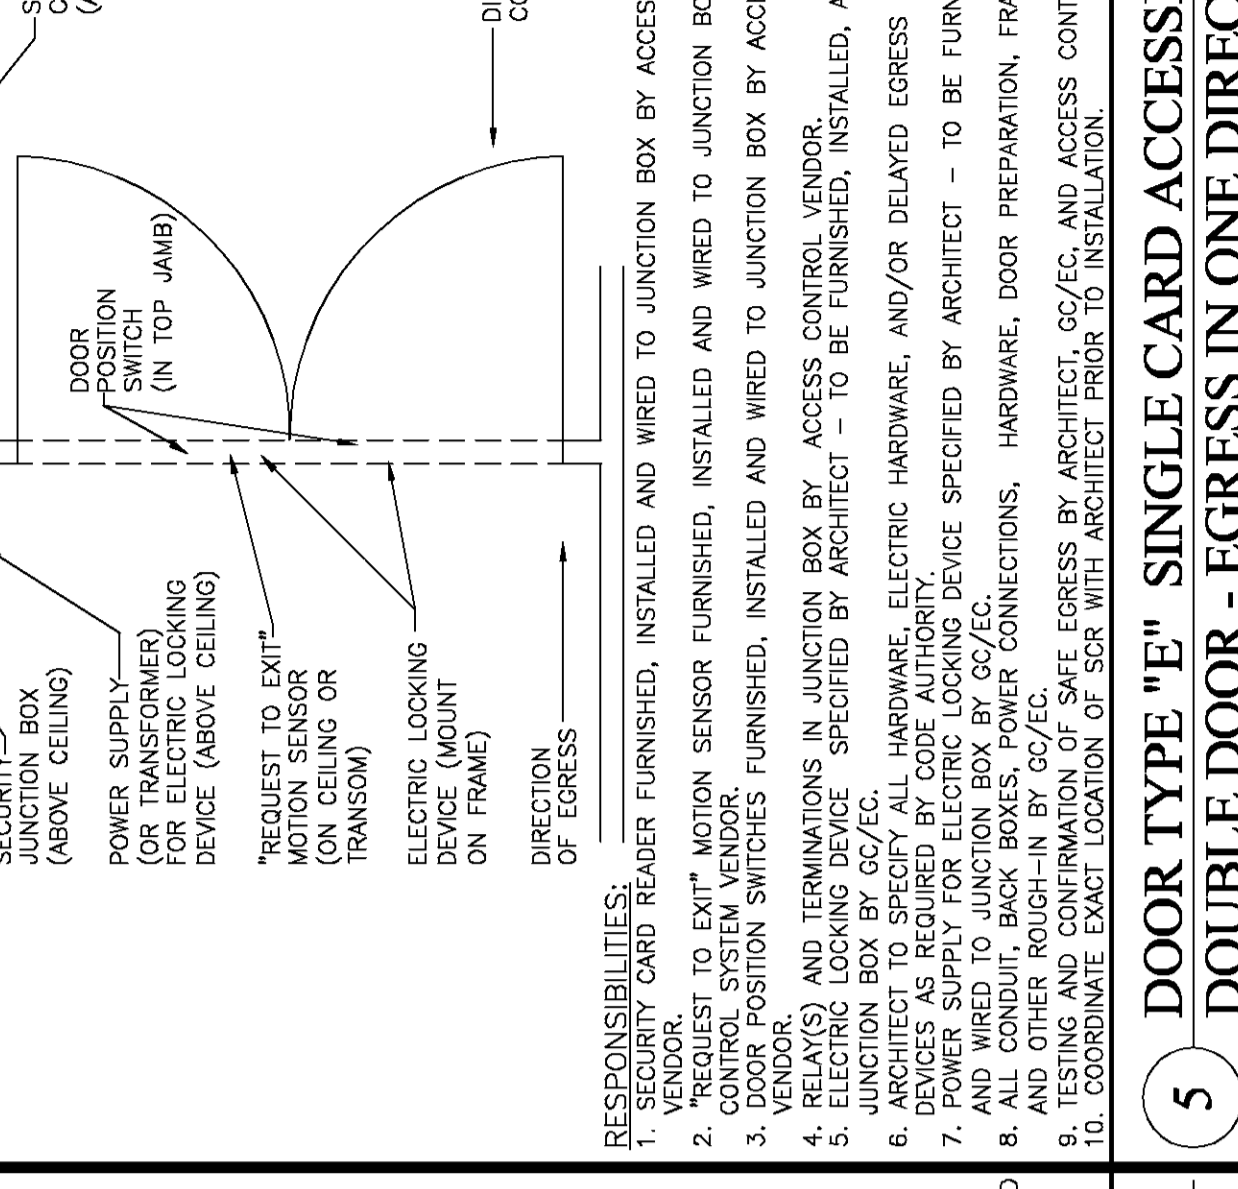 SECURITY
JUNCTION BOX
(ABOVE CEILING)
POWER SUPPLY
(OR TRANSFORMER)
FOR ELECTRIC LOCKING
DEVICE (ABOVE CEILING)
"REQUEST TO EXIT"
MOTION SENSOR
(ON CEILING OR
TRANSOM)
ELECTRIC LOCKING
DEVICE (MOUNT
ON FRAME)
DIRECTION
OF EGRESS
DOOR
POSITION
SWITCH
(IN TOP JAMB)
RESPONSIBILITIES:
1. SECURITY CARD READER FURNISHED, INSTALLED AND WIRED TO JUNCTION BOX BY ACCES
VENDOR.
2. "REQUEST TO EXIT" MOTION SENSOR FURNISHED, INSTALLED AND WIRED TO JUNCTION BO
CONTROL SYSTEM VENDOR.
3. DOOR POSITION SWITCHES FURNISHED, INSTALLED AND WIRED TO JUNCTION BOX BY ACC
VENDOR.
4. RELAY(S) AND TERMINATIONS IN JUNCTION BOX BY ACCESS CONTROL VENDOR.
5. ELECTRIC LOCKING DEVICE SPECIFIED BY ARCHITECT - TO BE FURNISHED, INSTALLED, A
JUNCTION BOX BY GC/EC.
6. ARCHITECT TO SPECIFY ALL HARDWARE, ELECTRIC HARDWARE, AND/OR DELAYED EGRESS
DEVICES AS REQUIRED BY CODE AUTHORITY.
7. POWER SUPPLY FOR ELECTRIC LOCKING DEVICE SPECIFIED BY ARCHITECT - TO BE FURN
AND WIRED TO JUNCTION BOX BY GC/EC.
8. ALL CONDUIT, BACK BOXES, POWER CONNECTIONS, HARDWARE, DOOR PREPARATION, FRA
AND OTHER ROUGH-IN BY GC/EC.
9. TESTING AND CONFIRMATION OF SAFE EGRESS BY ARCHITECT, GC/EC, AND ACCESS CONT
10. COORDINATE EXACT LOCATION OF SCR WITH ARCHITECT PRIOR TO INSTALLATION.
5
DOOR TYPE "E" SINGLE CARD ACCESS
DOUBLE DOOR - EGRESS IN ONE DIREC